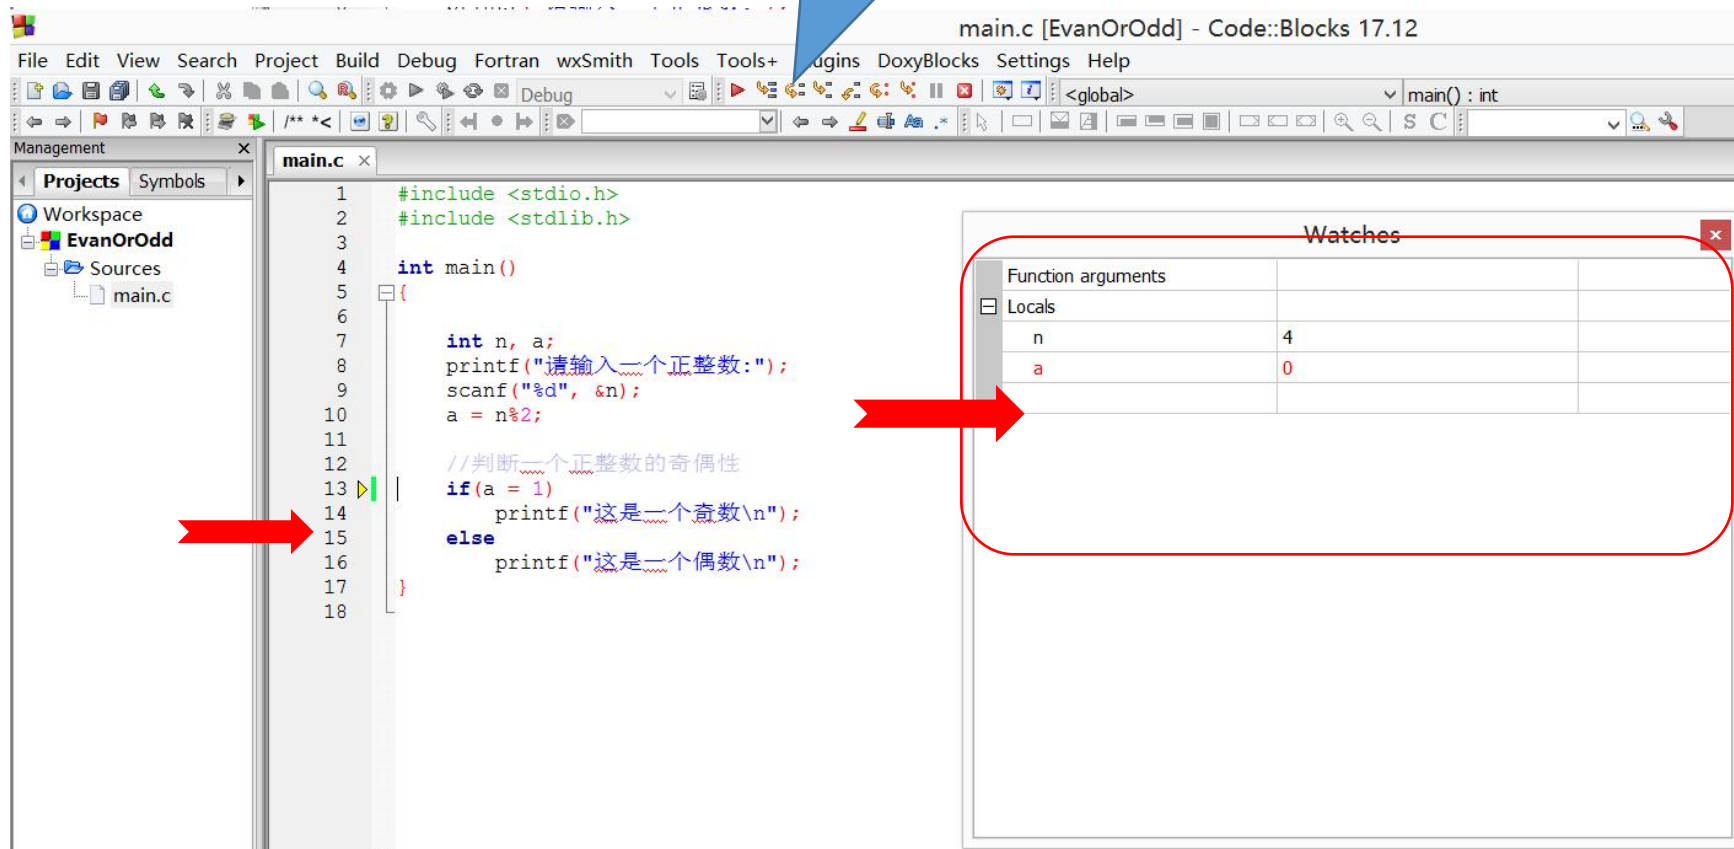 main.c [EvanOrOdd] - Code::Blocks 17.12
File Edit View Search Project Build Debug Fortran wxSmith Tools Tools+ ugins DoxyBlocks Settings Help
Debug
<global>
main() : int
/** *<
S C
Management
Projects Symbols
Workspace
EvanOrOdd
Sources
main.c
main.c
1 #include <stdio.h>
2 #include <stdlib.h>
3
4 int main()
5 {
6
7 int n, a;
8 printf("请输入一个正整数:");
9 scanf("%d", &n);
10 a = n%2;
11
12 //判断一个正整数的奇偶性
13 if(a = 1)
14 printf("这是一个奇数\n");
15 else
16 printf("这是一个偶数\n");
17 }
18
Watches
Function arguments
Locals
n 4
a 0